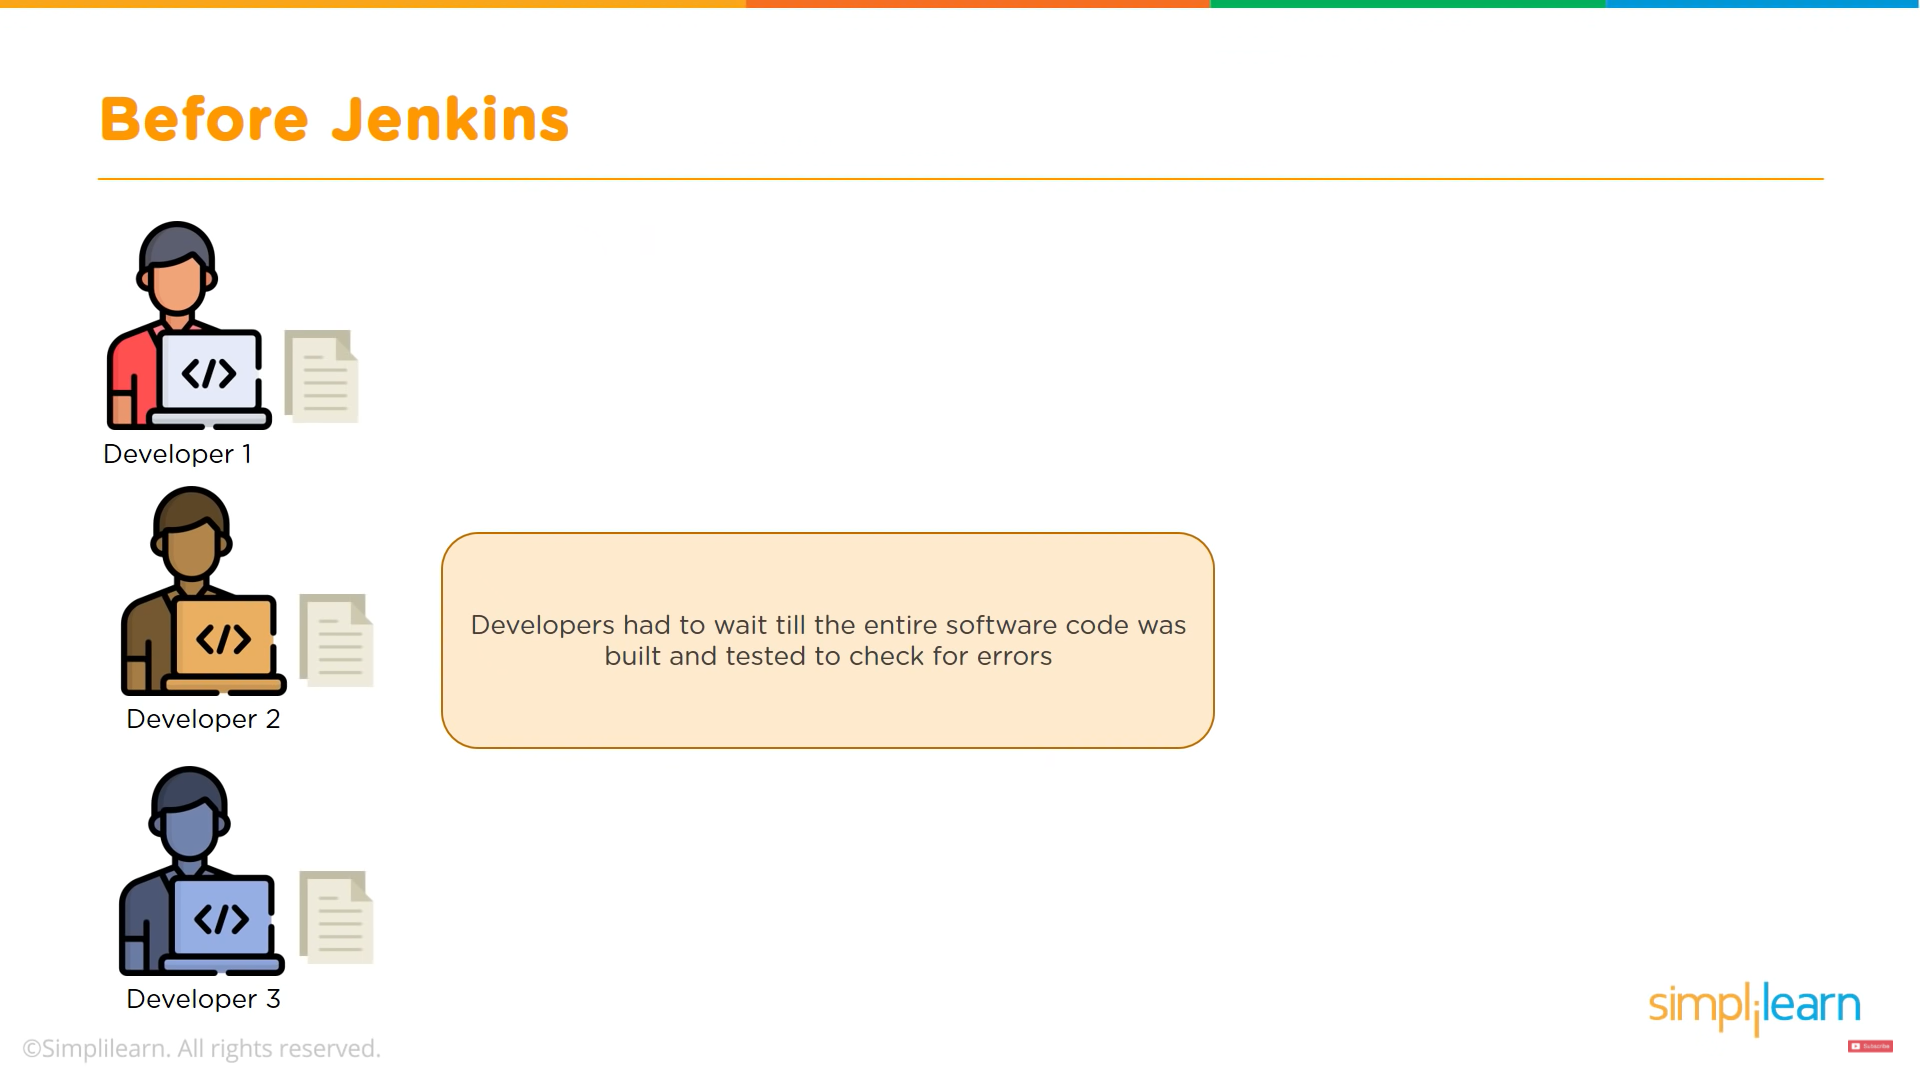 Before Jenkins
</>
Developer 1
</>
Developer 2
Developers had to wait till the entire software code was
built and tested to check for errors
</>
Developer 3
simplilearn
©Simplilearn. All rights reserved.
Subscribe